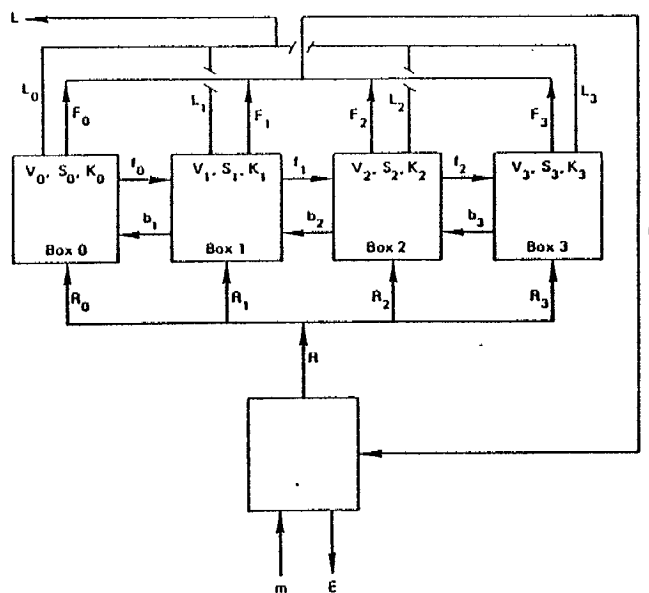 L
L₀ F₀ L₁ F₁ F₂ L₂ F₃ L₃
V₀, S₀, K₀ f₀ V₁, S₁, K₁ f₁ V₂, S₂, K₂ f₂ V₃, S₃, K₃
b₁ b₂ b₃
Box 0 Box 1 Box 2 Box 3
R₀ R₁ R₂ R₃
R
m E